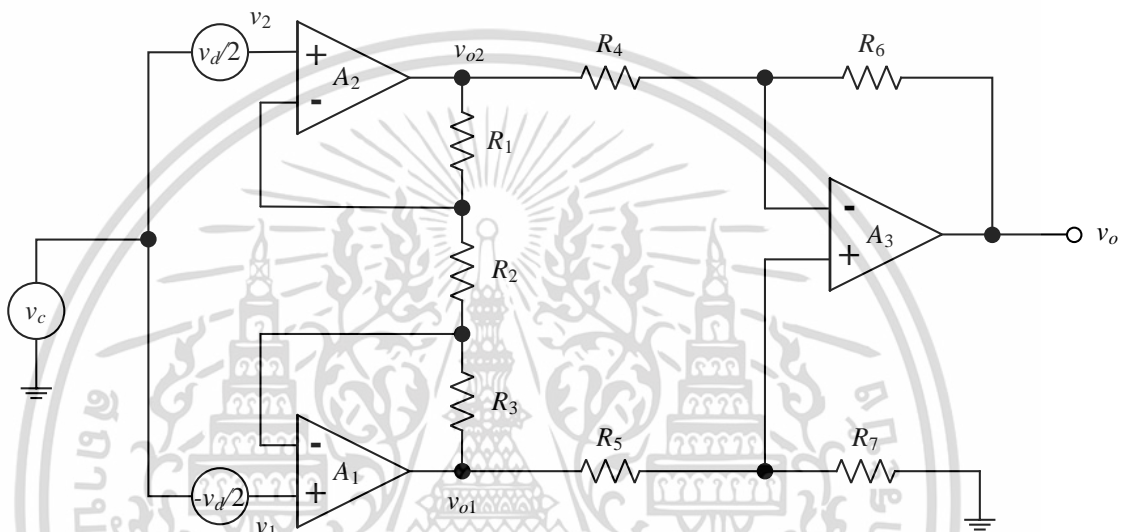 v2
vd/2
+
A2
-
vo2
R4
R6
R1
-
A3
+
vo
R2
vc
R3
-
A1
+
-vd/2
v1
vo1
R5
R7